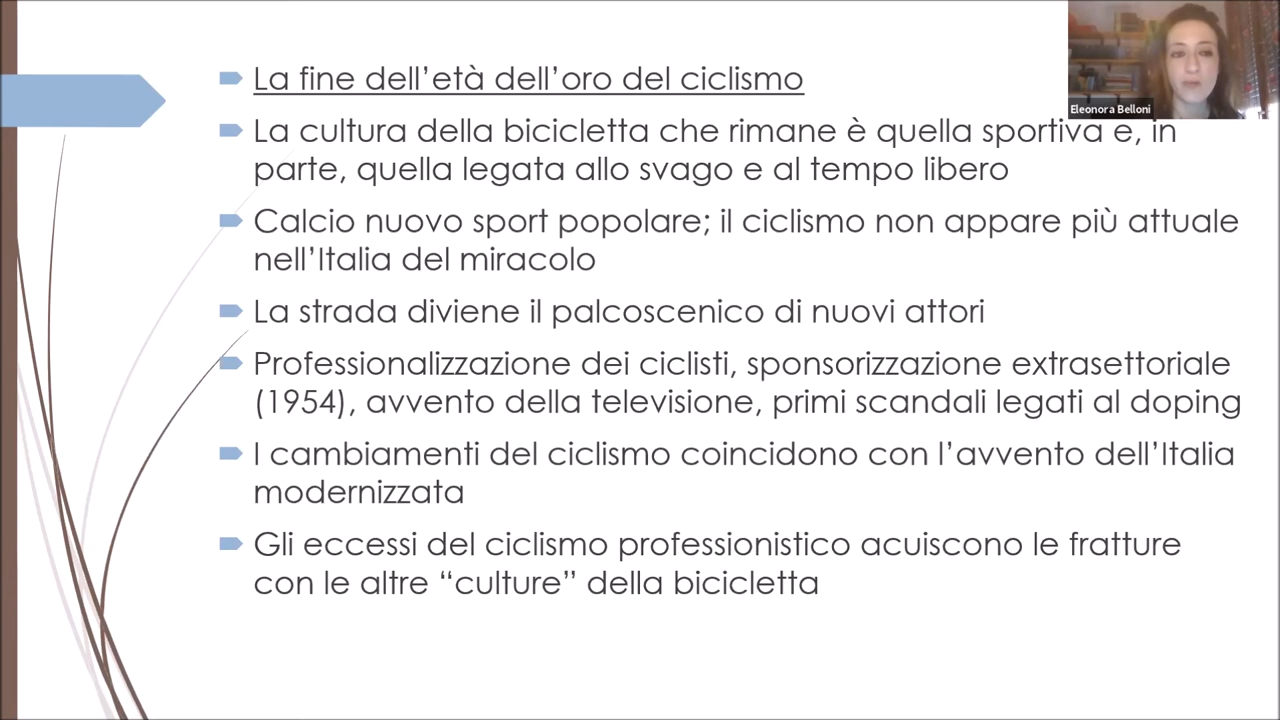 La fine dell’età dell’oro del ciclismo
Eleonora Belloni
La cultura della bicicletta che rimane è quella sportiva e, in
parte, quella legata allo svago e al tempo libero
Calcio nuovo sport popolare; il ciclismo non appare più attuale
nell’Italia del miracolo
La strada diviene il palcoscenico di nuovi attori
Professionalizzazione dei ciclisti, sponsorizzazione extrasettoriale
(1954), avvento della televisione, primi scandali legati al doping
I cambiamenti del ciclismo coincidono con l’avvento dell’Italia
modernizzata
Gli eccessi del ciclismo professionistico acuiscono le fratture
con le altre “culture” della bicicletta